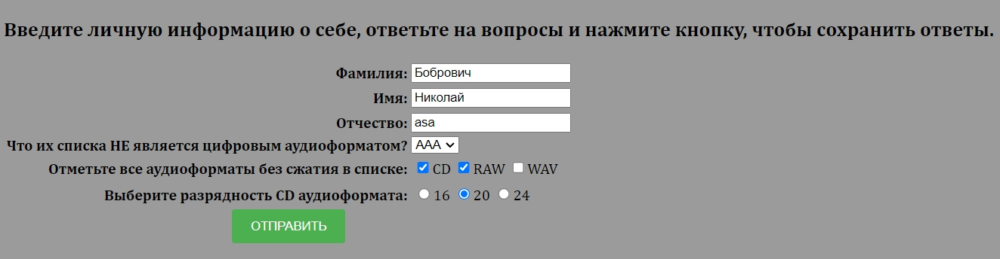 Введите личную информацию о себе, ответьте на вопросы и нажмите кнопку, чтобы сохранить ответы.
Фамилия: Бобрович
Имя: Николай
Отчество: asa
Что их списка НЕ является цифровым аудиоформатом? AAA
Отметьте все аудиоформаты без сжатия в списке: CD RAW WAV
Выберите разрядность CD аудиоформата: 16 20 24
ОТПРАВИТЬ